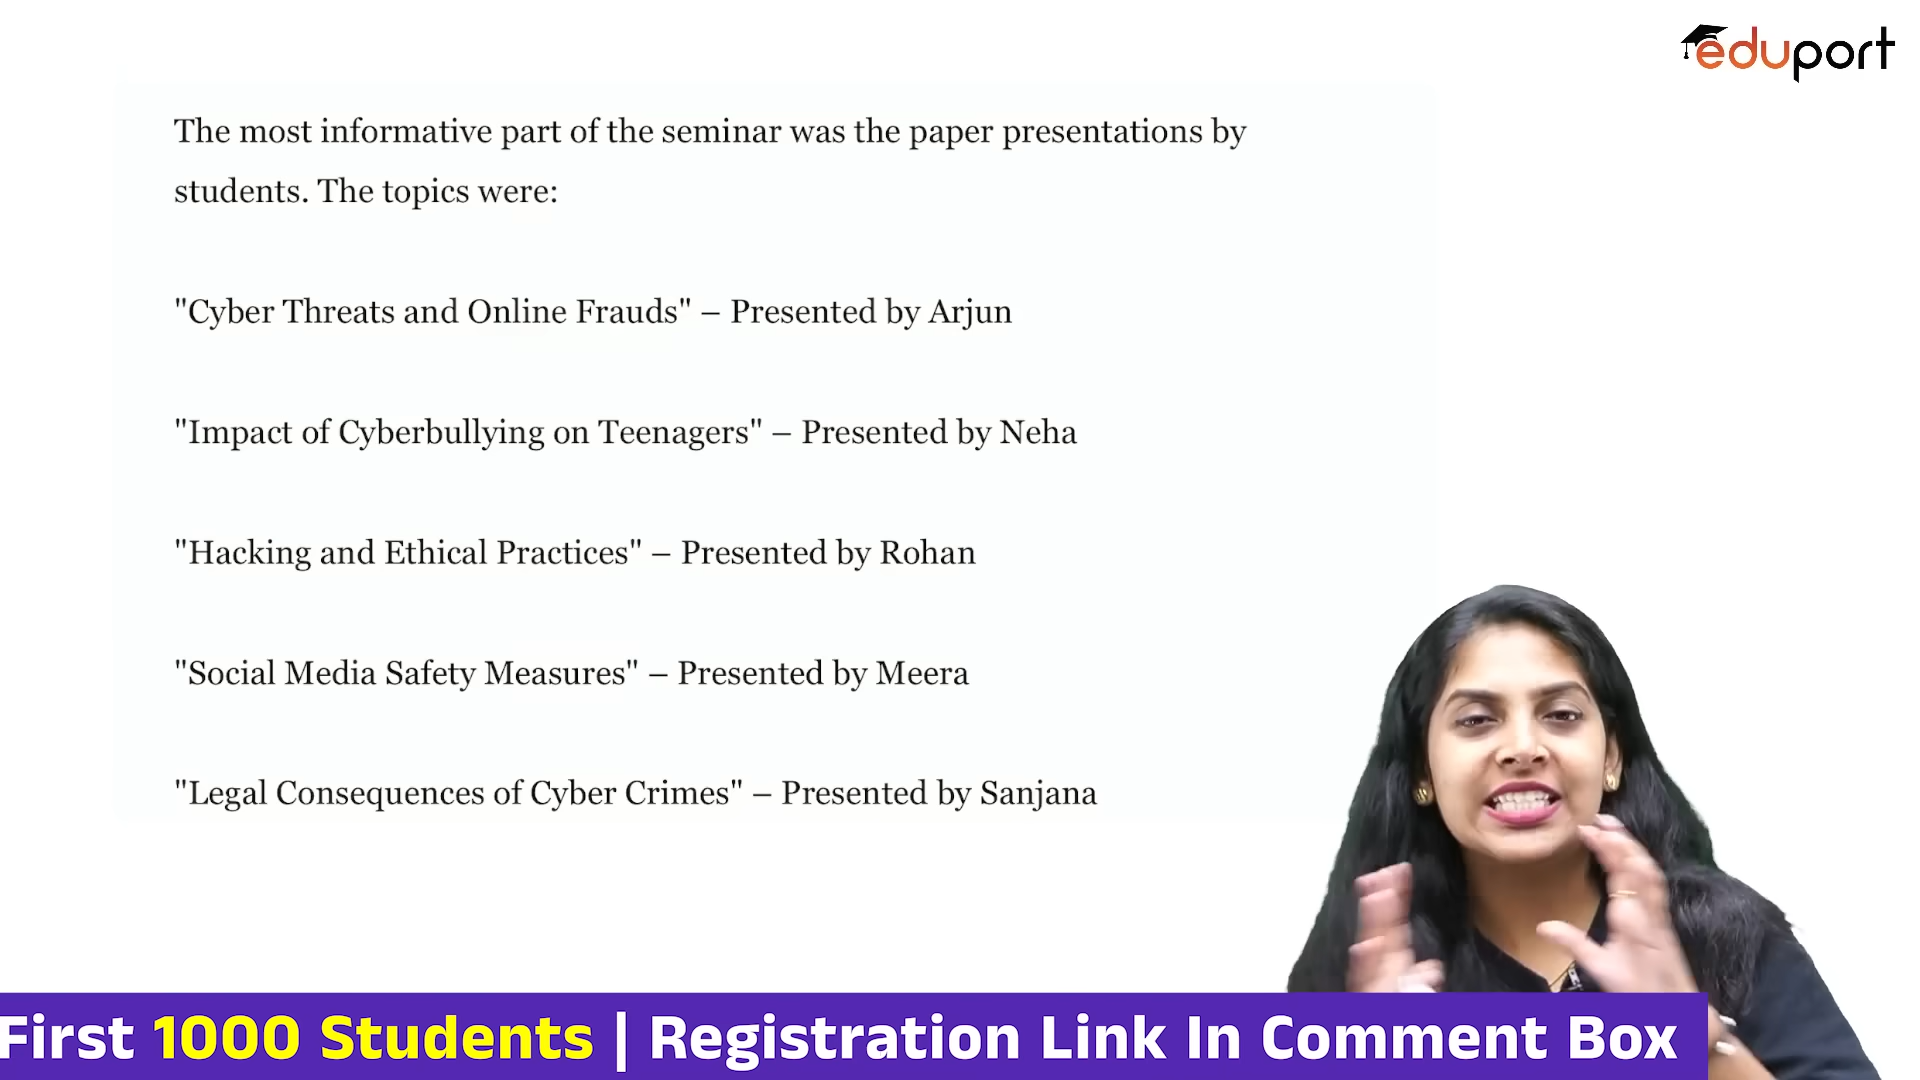 eduport
The most informative part of the seminar was the paper presentations by
students. The topics were:
"Cyber Threats and Online Frauds" – Presented by Arjun
"Impact of Cyberbullying on Teenagers" – Presented by Neha
"Hacking and Ethical Practices" – Presented by Rohan
"Social Media Safety Measures" – Presented by Meera
"Legal Consequences of Cyber Crimes" – Presented by Sanjana
First 1000 Students | Registration Link In Comment Box